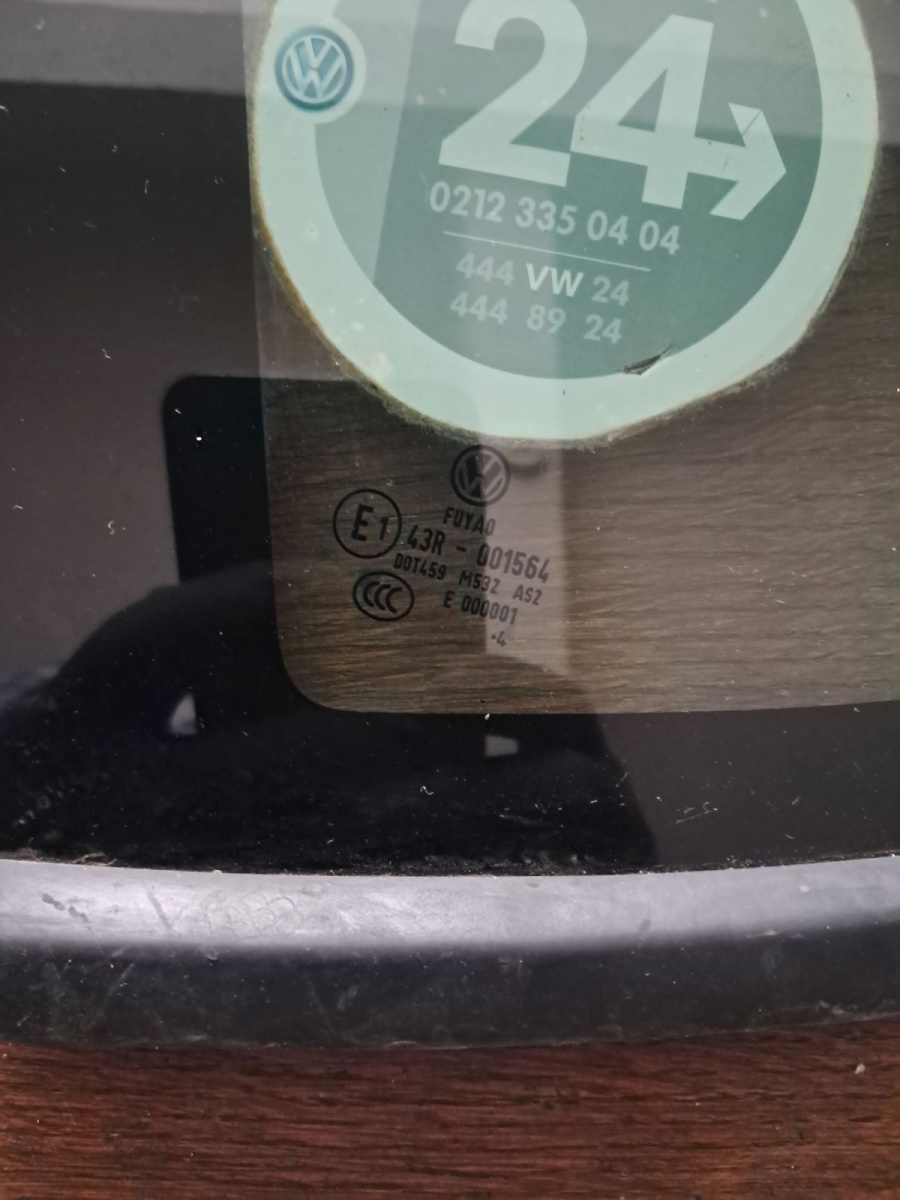 24
0212 335 04 04
444 VW 24
444 89 24
FUYAO
E1 43R - 001564
DOT459 M532 AS2
CCC E 000001
·4